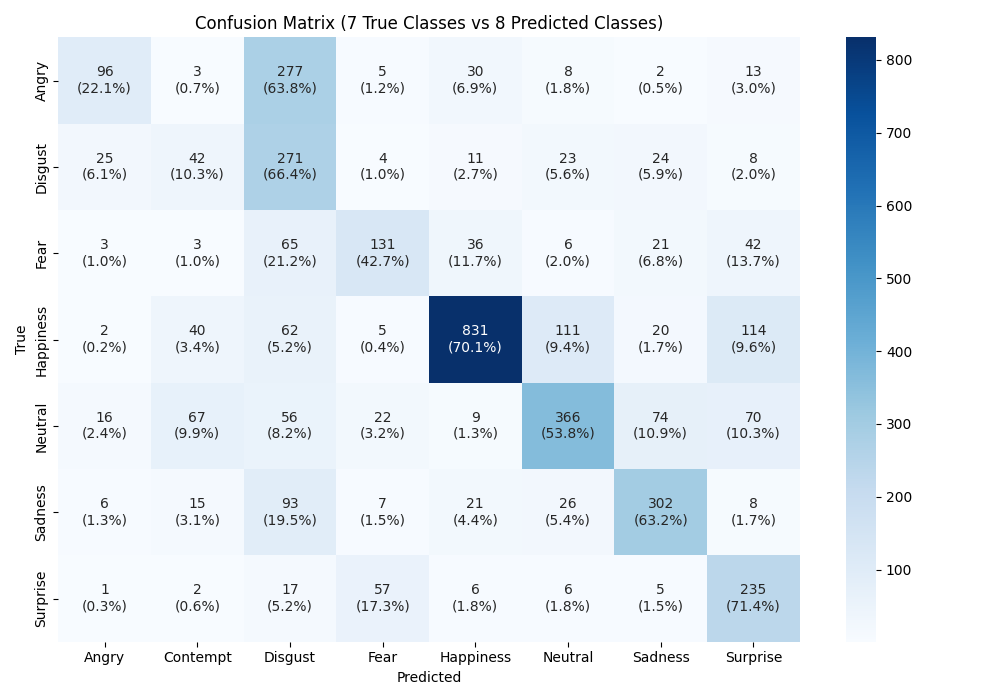 Confusion Matrix (7 True Classes vs 8 Predicted Classes)
Angry
96 3 277 5 30 8 2 13
(22.1%) (0.7%) (63.8%) (1.2%) (6.9%) (1.8%) (0.5%) (3.0%)
Disgust
25 42 271 4 11 23 24 8
(6.1%) (10.3%) (66.4%) (1.0%) (2.7%) (5.6%) (5.9%) (2.0%)
Fear
3 3 65 131 36 6 21 42
(1.0%) (1.0%) (21.2%) (42.7%) (11.7%) (2.0%) (6.8%) (13.7%)
True
Happiness
2 40 62 5 831 111 20 114
(0.2%) (3.4%) (5.2%) (0.4%) (70.1%) (9.4%) (1.7%) (9.6%)
Neutral
16 67 56 22 9 366 74 70
(2.4%) (9.9%) (8.2%) (3.2%) (1.3%) (53.8%) (10.9%) (10.3%)
Sadness
6 15 93 7 21 26 302 8
(1.3%) (3.1%) (19.5%) (1.5%) (4.4%) (5.4%) (63.2%) (1.7%)
Surprise
1 2 17 57 6 6 5 235
(0.3%) (0.6%) (5.2%) (17.3%) (1.8%) (1.8%) (1.5%) (71.4%)
Angry Contempt Disgust Fear Happiness Neutral Sadness Surprise
Predicted
800
700
600
500
400
300
200
100